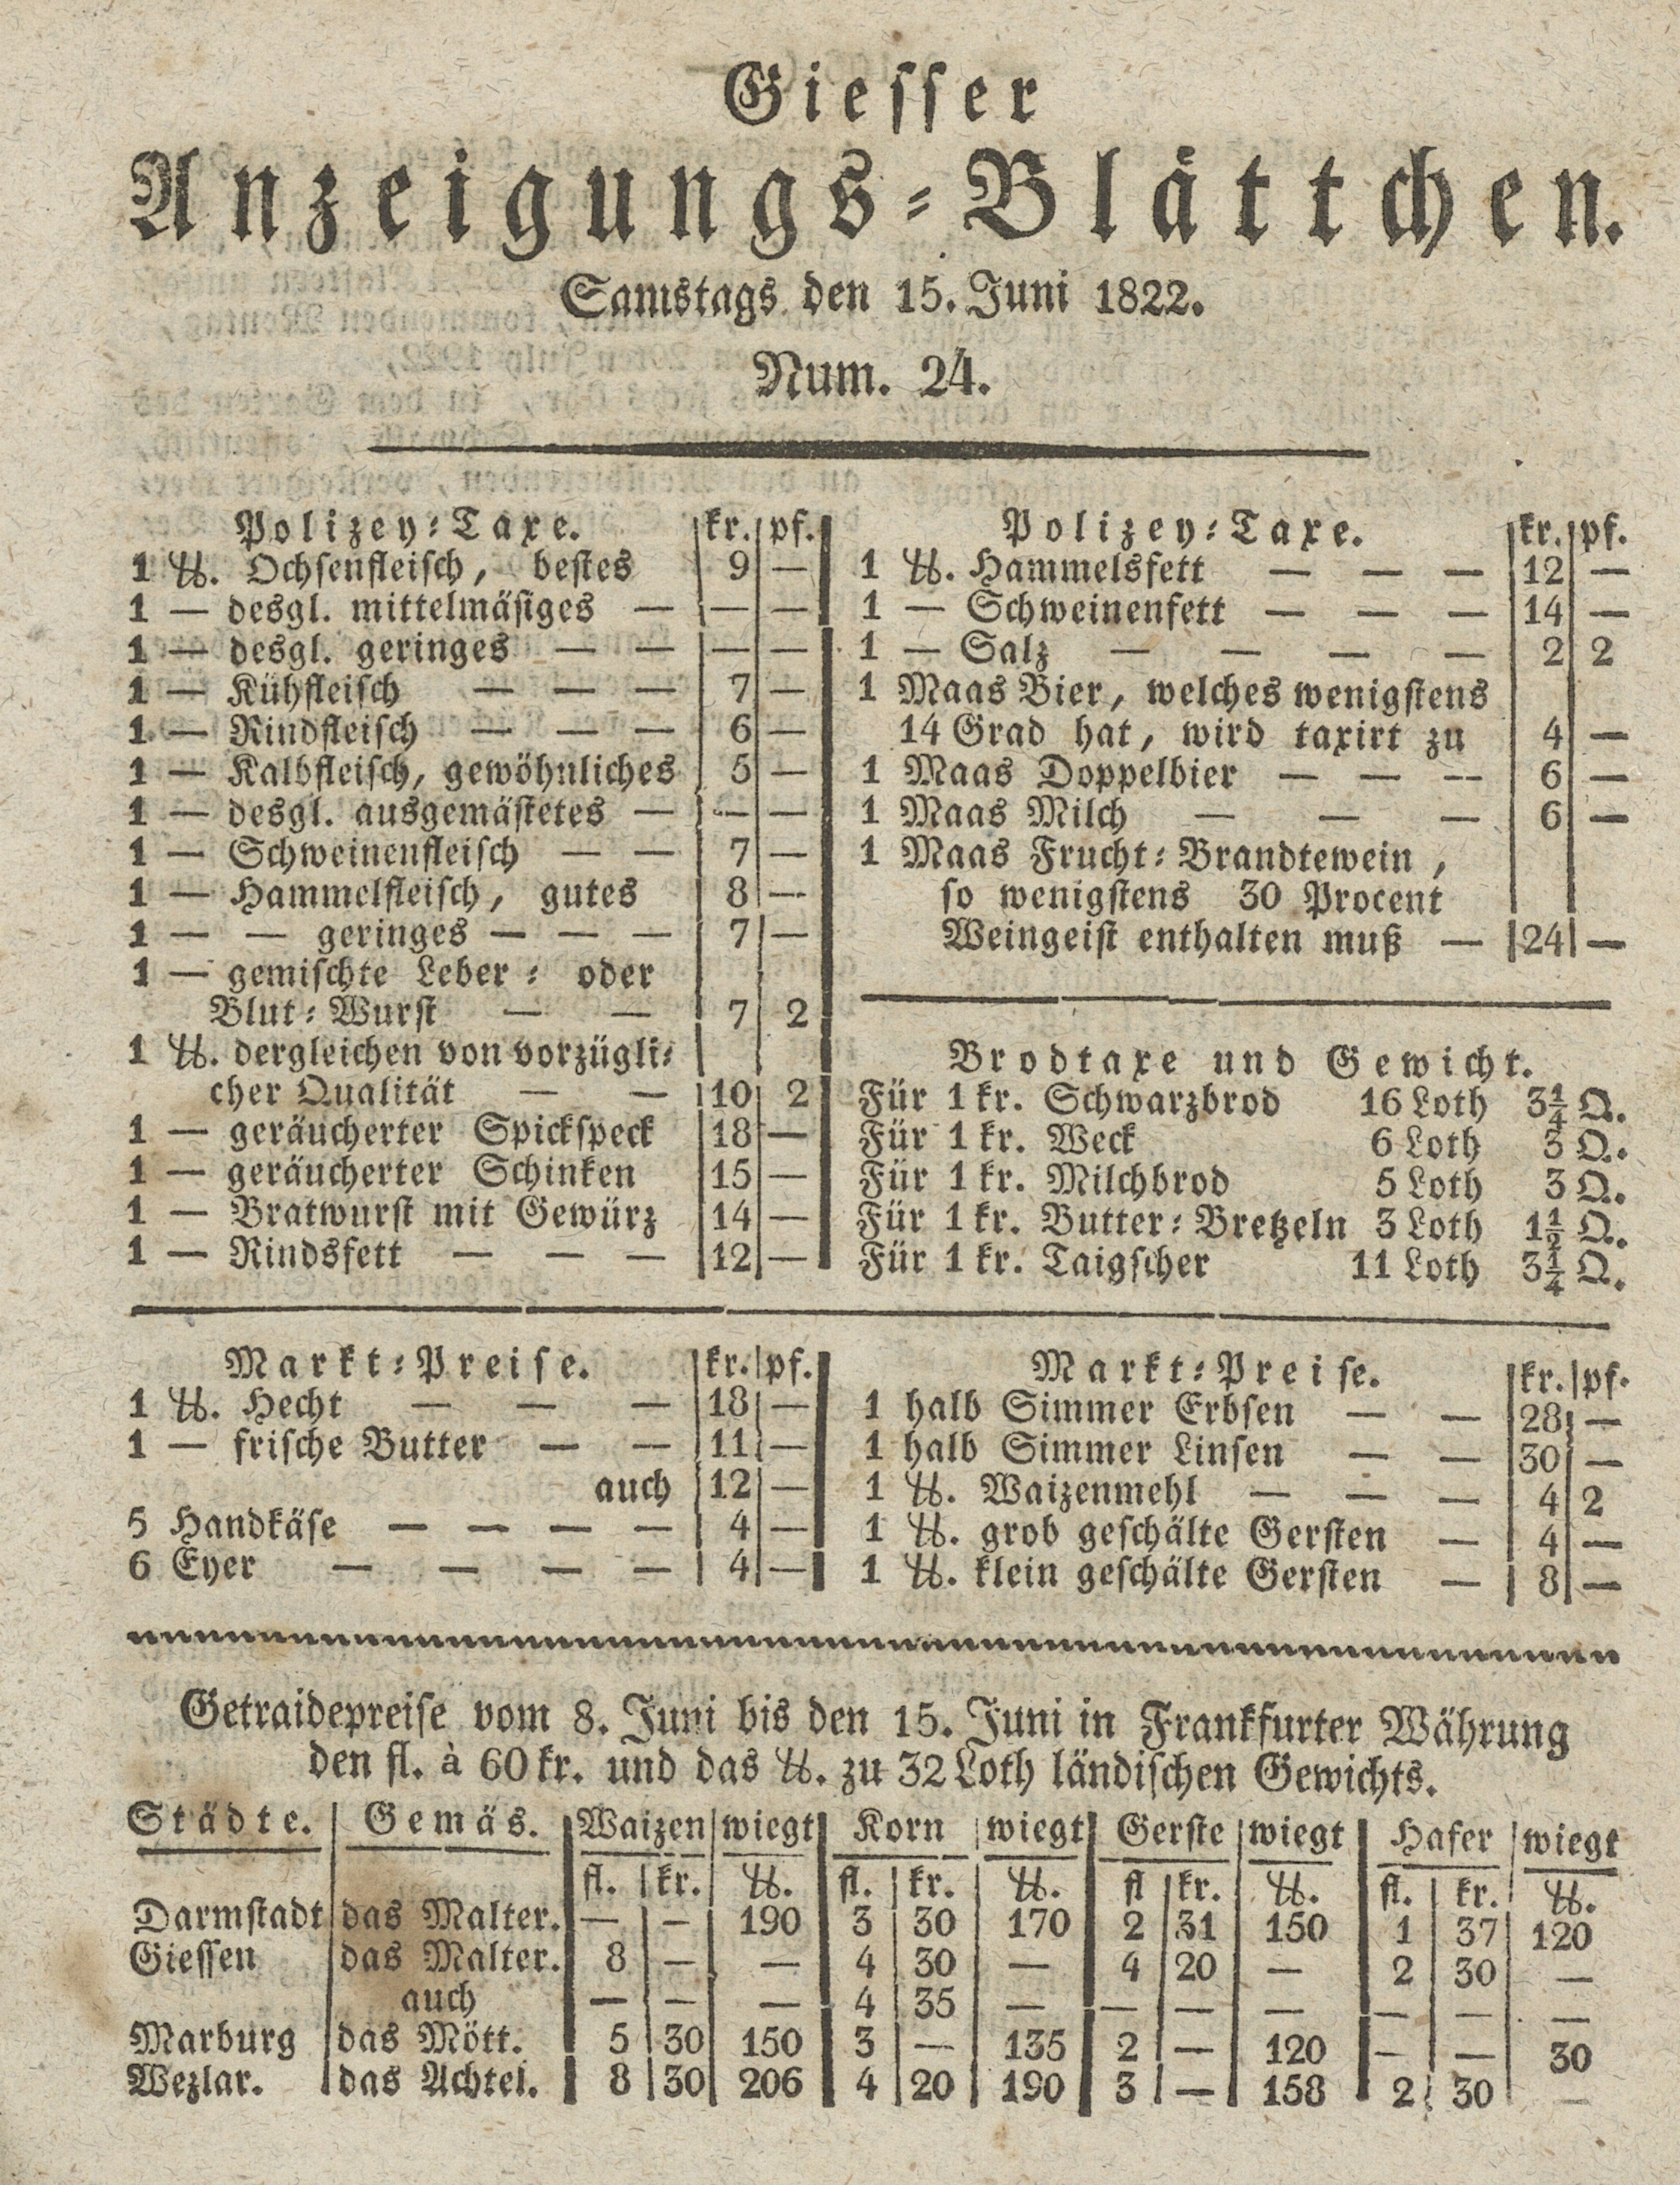 Giesser
Anzeigungs-Blättchen.
Samstags den 15. Juni 1822.
Num. 24.
Polizey-Taxe. kr. pf.
1 ℔. Ochsenfleisch, bestes 9 —
1 — desgl. mittelmäsiges — — —
1 — desgl. geringes — — — —
1 — Kühfleisch — — — 7 —
1 — Rindfleisch — — — 6 —
1 — Kalbfleisch, gewöhnliches 5 —
1 — desgl. ausgemästetes — — —
1 — Schweinenfleisch — — 7 —
1 — Hammelfleisch, gutes 8 —
1 — — geringes — — — 7 —
1 — gemischte Leber- oder
Blut-Wurst — — 7 2
1 ℔. dergleichen von vorzügli-
cher Qualität — — 10 2
1 — geräucherter Spickspeck 18 —
1 — geräucherter Schinken 15 —
1 — Bratwurst mit Gewürz 14 —
1 — Rindsfett — — — 12 —
Polizey-Taxe. kr. pf.
1 ℔. Hammelsfett — — — 12 —
1 — Schweinenfett — — — 14 —
1 — Salz — — — — 2 2
1 Maas Bier, welches wenigstens
14 Grad hat, wird taxirt zu 4 —
1 Maas Doppelbier — — — 6 —
1 Maas Milch — — — 6 —
1 Maas Frucht-Brandtewein,
so wenigstens 30 Procent
Weingeist enthalten muß — 24 —
Brodtaxe und Gewicht.
Für 1 kr. Schwarzbrod 16 Loth 3¼ Q.
Für 1 kr. Weck 6 Loth 3 Q.
Für 1 kr. Milchbrod 5 Loth 3 Q.
Für 1 kr. Butter-Bretzeln 3 Loth 1½ Q.
Für 1 kr. Taigscher 11 Loth 3¼ Q.
Markt-Preise. kr. pf.
1 ℔. Hecht — — — 18 —
1 — frische Butter — — 11 —
auch 12 —
5 Handkäse — — — — 4 —
6 Eyer — — — — 4 —
Markt-Preise. kr. pf.
1 halb Simmer Erbsen — — 28 —
1 halb Simmer Linsen — — 30 —
1 ℔. Waizenmehl — — — 4 2
1 ℔. grob geschälte Gersten — 4 —
1 ℔. klein geschälte Gersten — 8 —
Getraidepreise vom 8. Juni bis den 15. Juni in Frankfurter Währung
den fl. à 60 kr. und das ℔. zu 32 Loth ländischen Gewichts.
Städte. Gemäs. Waizen wiegt Korn wiegt Gerste wiegt Hafer wiegt
fl. kr. ℔. fl. kr. ℔. fl kr. ℔. fl. kr. ℔.
Darmstadt das Malter. — — 190 3 30 170 2 31 150 1 37 120
Giessen das Malter. 8 — — 4 30 — 4 20 — 2 30 —
auch — — — 4 35 — — — — — — —
Marburg das Mött. 5 30 150 3 — 135 2 — 120 — — 30
Wezlar. das Achtel. 8 30 206 4 20 190 3 — 158 2 30 —